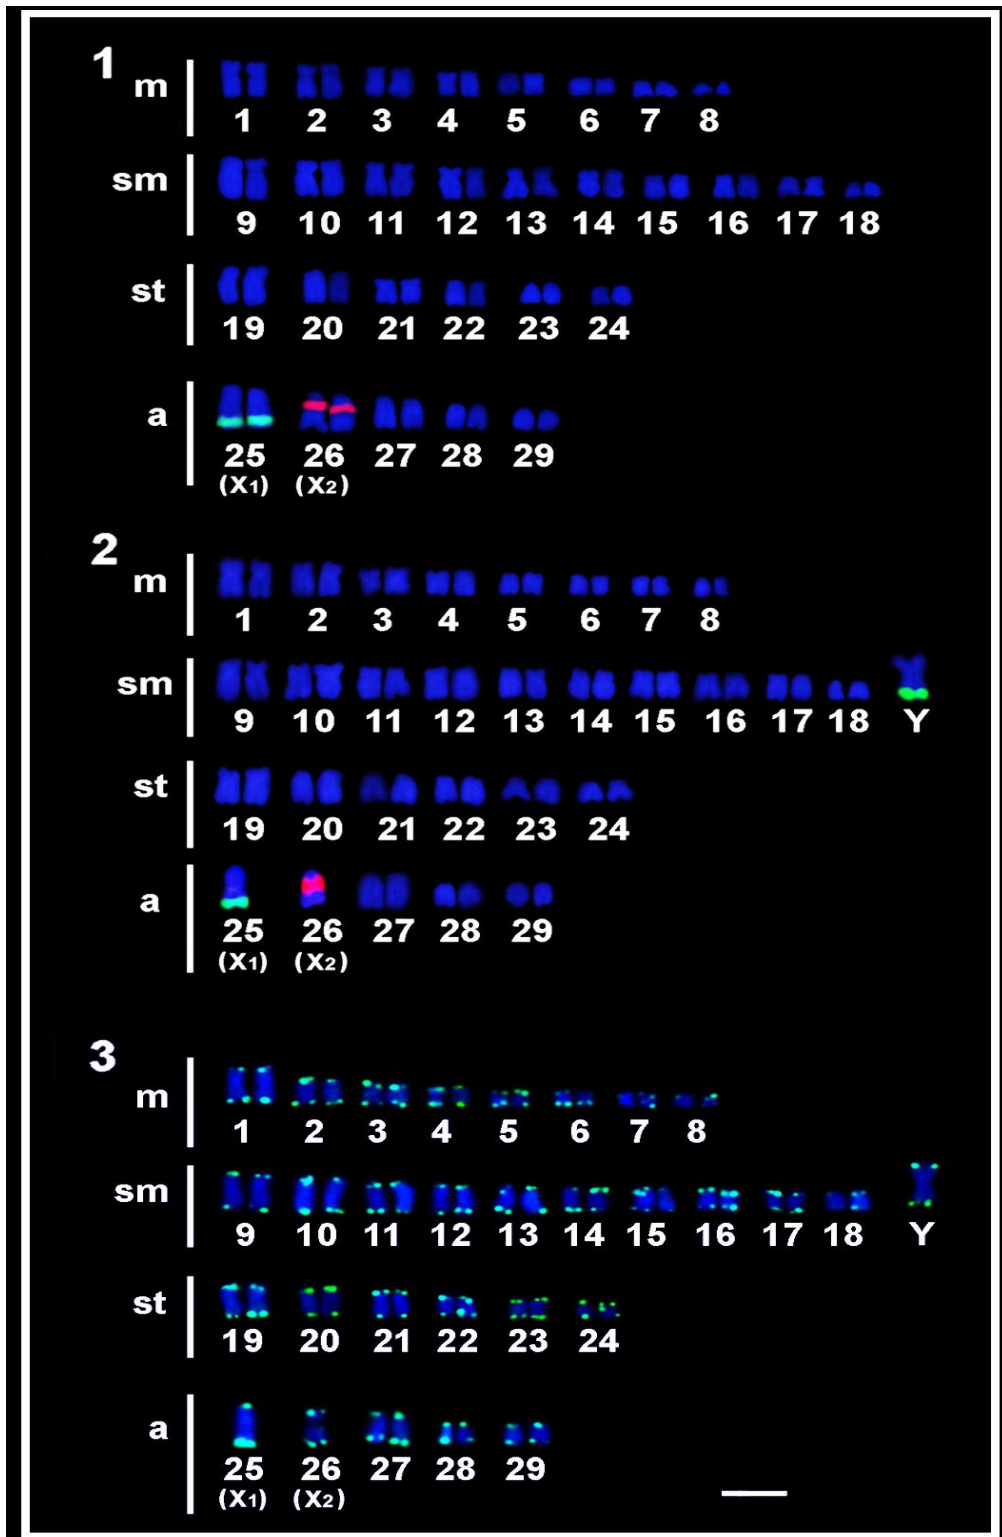 1
m
1 2 3 4 5 6 7 8
sm
9 10 11 12 13 14 15 16 17 18
st
19 20 21 22 23 24
a
25 26 27 28 29
(X1) (X2)
2
m
1 2 3 4 5 6 7 8
sm
9 10 11 12 13 14 15 16 17 18 Y
st
19 20 21 22 23 24
a
25 26 27 28 29
(X1) (X2)
3
m
1 2 3 4 5 6 7 8
sm
9 10 11 12 13 14 15 16 17 18 Y
st
19 20 21 22 23 24
a
25 26 27 28 29
(X1) (X2)